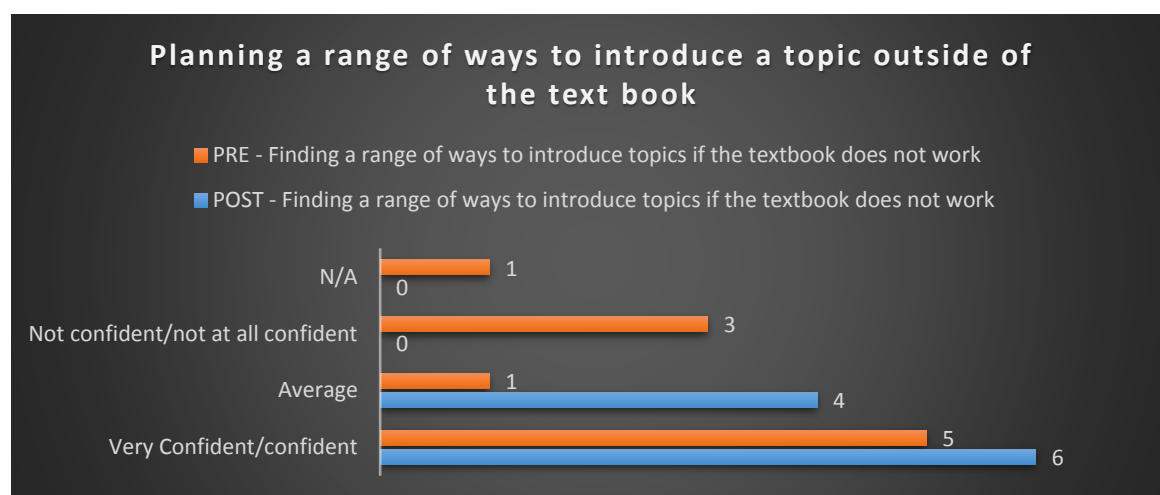 Planning a range of ways to introduce a topic outside of
the text book
PRE - Finding a range of ways to introduce topics if the textbook does not work
POST - Finding a range of ways to introduce topics if the textbook does not work
N/A
1
0
Not confident/not at all confident
3
0
Average
1
4
Very Confident/confident
5
6